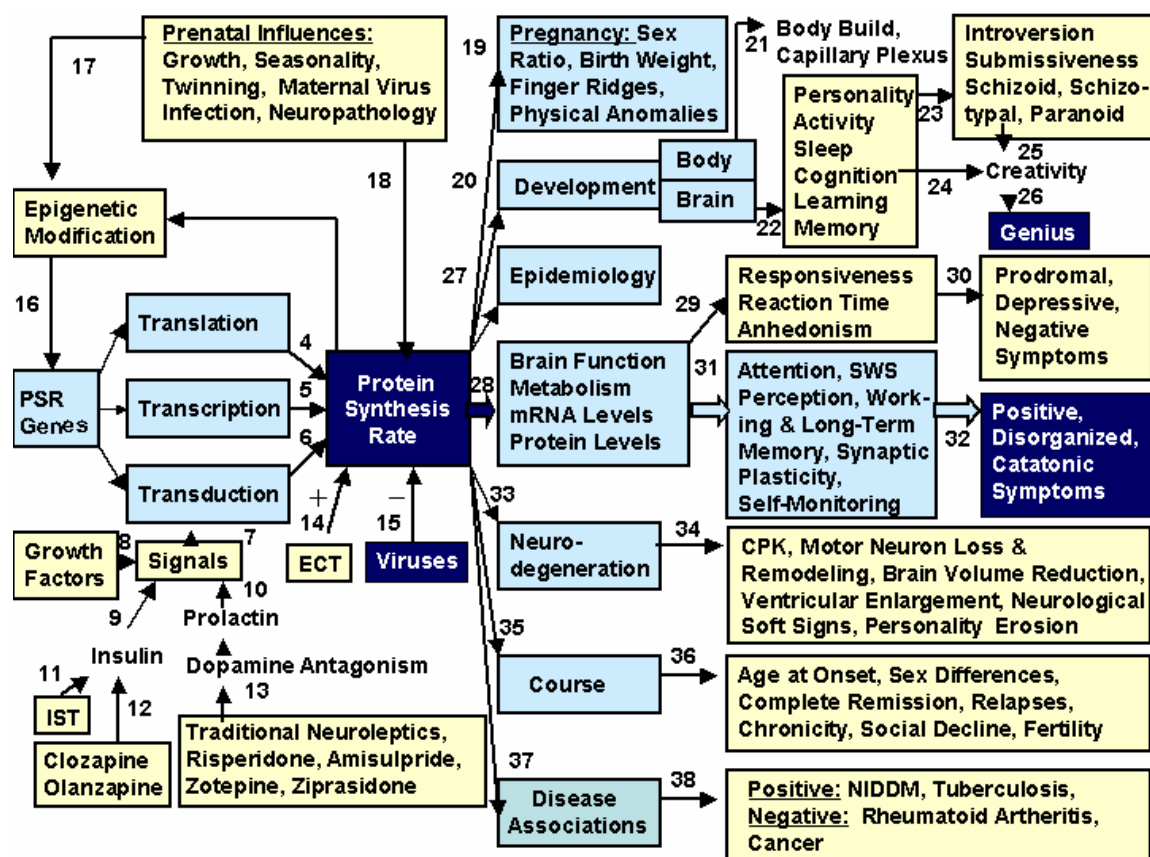 Prenatal Influences:
Growth, Seasonality,
Twinning, Maternal Virus
Infection, Neuropathology
17
18
Epigenetic
Modification
16
PSR
Genes
Translation
Transcription
Transduction
4
5
6
Protein
Synthesis
Rate
+
14
ECT
–
15
Viruses
7
8
Growth
Factors
Signals
9
10
Prolactin
Insulin
Dopamine Antagonism
11
12
13
IST
Clozapine
Olanzapine
Traditional Neuroleptics,
Risperidone, Amisulpride,
Zotepine, Ziprasidone
19
Pregnancy: Sex
Ratio, Birth Weight,
Finger Ridges,
Physical Anomalies
20
Development
Body
Brain
21
Body Build,
Capillary Plexus
22
Personality
Activity
Sleep
Cognition
Learning
Memory
23
Introversion
Submissiveness
Schizoid, Schizo-
typal, Paranoid
24
25
Creativity
26
Genius
27
Epidemiology
28
Brain Function
Metabolism
mRNA Levels
Protein Levels
29
Responsiveness
Reaction Time
Anhedonism
30
Prodromal,
Depressive,
Negative
Symptoms
31
Attention, SWS
Perception, Work-
ing & Long-Term
Memory, Synaptic
Plasticity,
Self-Monitoring
32
Positive,
Disorganized,
Catatonic
Symptoms
33
Neuro-
degeneration
34
CPK, Motor Neuron Loss &
Remodeling, Brain Volume Reduction,
Ventricular Enlargement, Neurological
Soft Signs, Personality Erosion
35
Course
36
Age at Onset, Sex Differences,
Complete Remission, Relapses,
Chronicity, Social Decline, Fertility
37
Disease
Associations
38
Positive: NIDDM, Tuberculosis,
Negative: Rheumatoid Artheritis,
Cancer